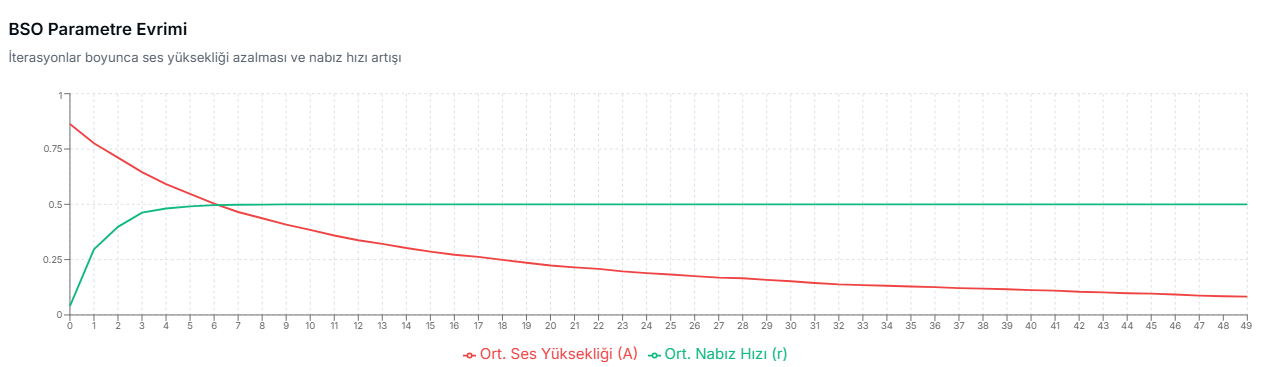 BSO Parametre Evrimi
İterasyonlar boyunca ses yüksekliği azalması ve nabız hızı artışı
1
0.75
0.5
0.25
0
0 1 2 3 4 5 6 7 8 9 10 11 12 13 14 15 16 17 18 19 20 21 22 23 24 25 26 27 28 29 30 31 32 33 34 35 36 37 38 39 40 41 42 43 44 45 46 47 48 49
Ort. Ses Yüksekliği (A) Ort. Nabız Hızı (r)